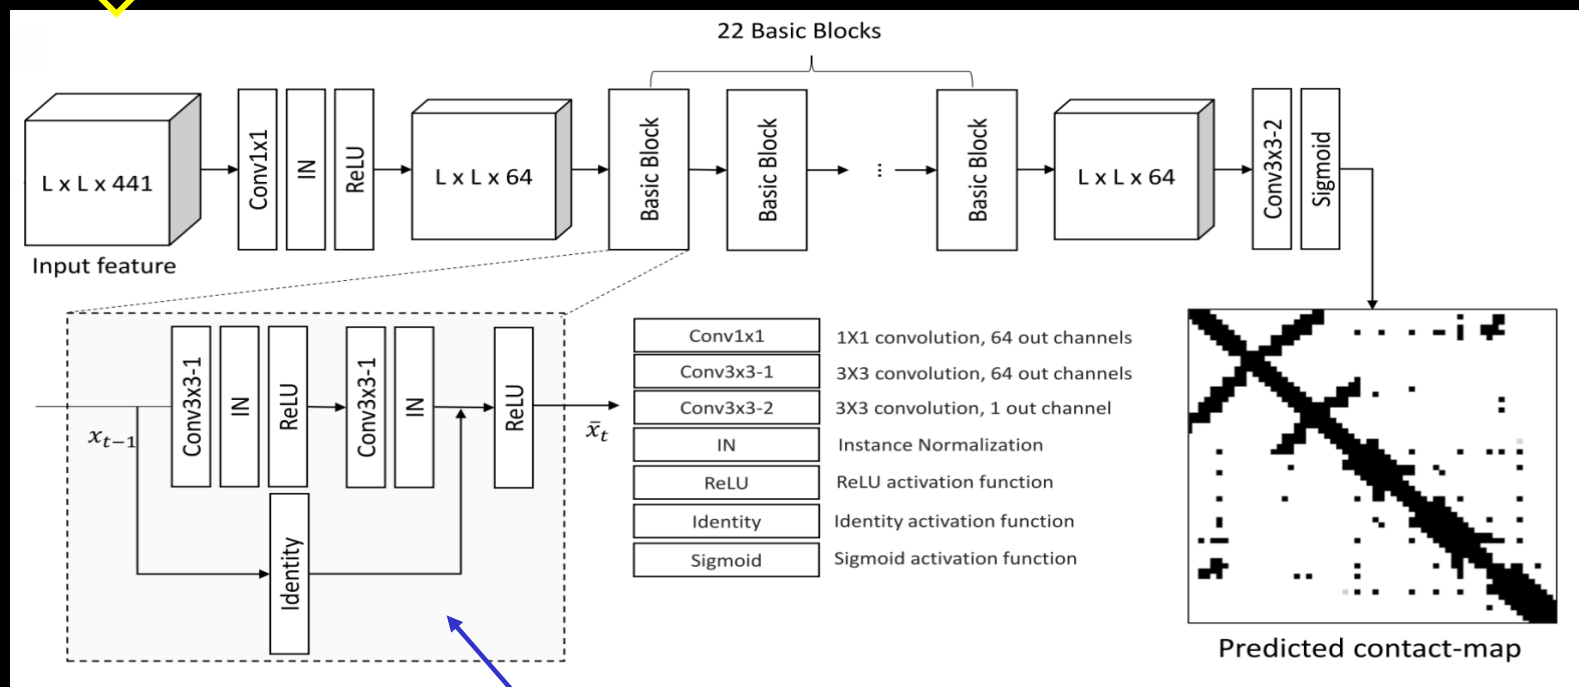 22 Basic Blocks
L x L x 441
Conv1x1
IN
ReLU
L x L x 64
Basic Block
Basic Block
...
Basic Block
L x L x 64
Conv3x3-2
Sigmoid
Input feature
x_{t−1}
Conv3x3-1
IN
ReLU
Conv3x3-1
IN
ReLU
x̄_t
Identity
Conv1x1 1X1 convolution, 64 out channels
Conv3x3-1 3X3 convolution, 64 out channels
Conv3x3-2 3X3 convolution, 1 out channel
IN Instance Normalization
ReLU ReLU activation function
Identity Identity activation function
Sigmoid Sigmoid activation function
Predicted contact-map